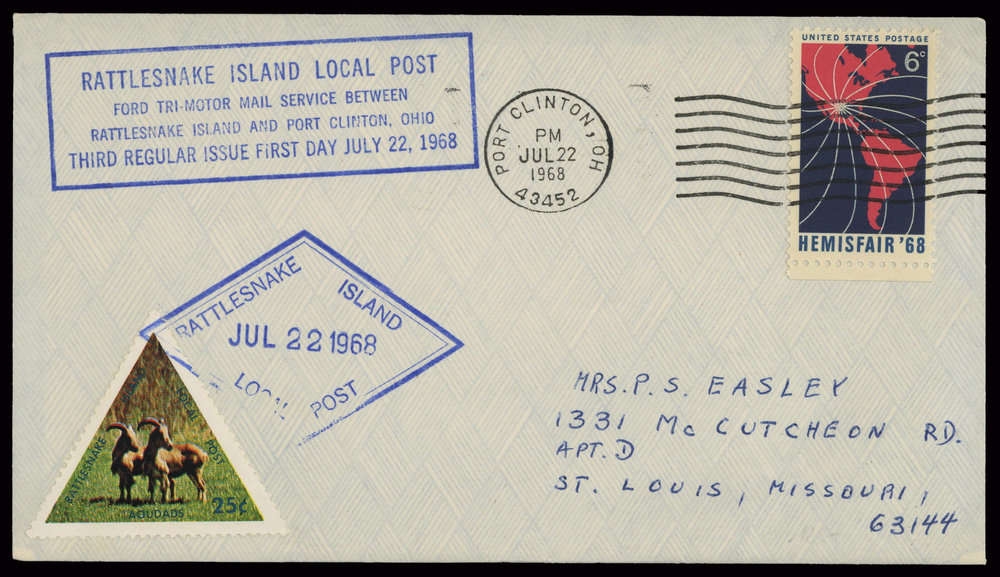 RATTLESNAKE ISLAND LOCAL POST
FORD TRI-MOTOR MAIL SERVICE BETWEEN
RATTLESNAKE ISLAND AND PORT CLINTON, OHIO
THIRD REGULAR ISSUE FIRST DAY JULY 22, 1968
PORT CLINTON, OH
PM
JUL 22
1968
43452
UNITED STATES POSTAGE
6c
HEMISFAIR '68
RATTLESNAKE ISLAND
JUL 22 1968
LOCAL POST
RATTLESNAKE ISLAND LOCAL POST
25¢
AOUDADS
MRS. P. S. EASLEY
1331 McCUTCHEON RD.
APT. D
ST. LOUIS, MISSOURI,
63144